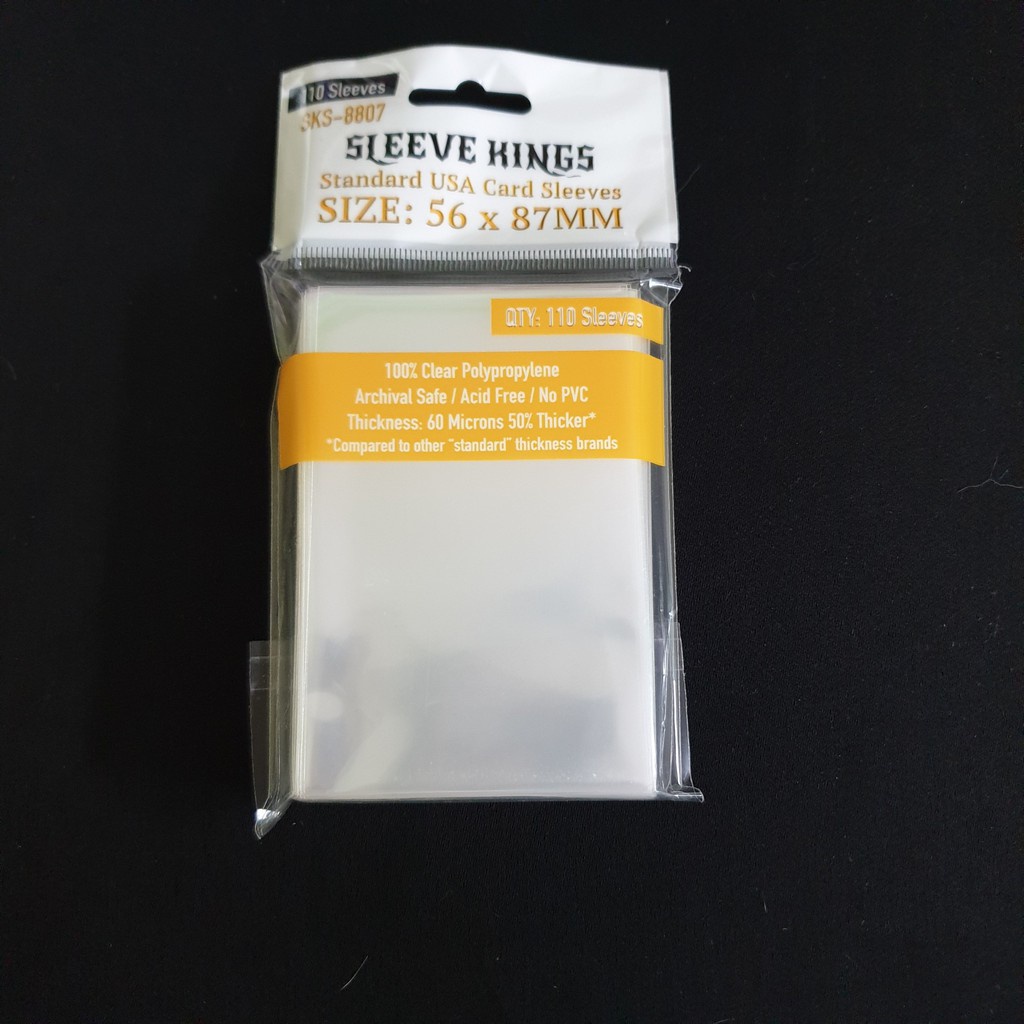 110 Sleeves
SKS-8807
SLEEVE KINGS
Standard USA Card Sleeves
SIZE: 56 x 87MM
QTY: 110 Sleeves
100% Clear Polypropylene
Archival Safe / Acid Free / No PVC
Thickness: 60 Microns 50% Thicker*
*Compared to other "standard" thickness brands